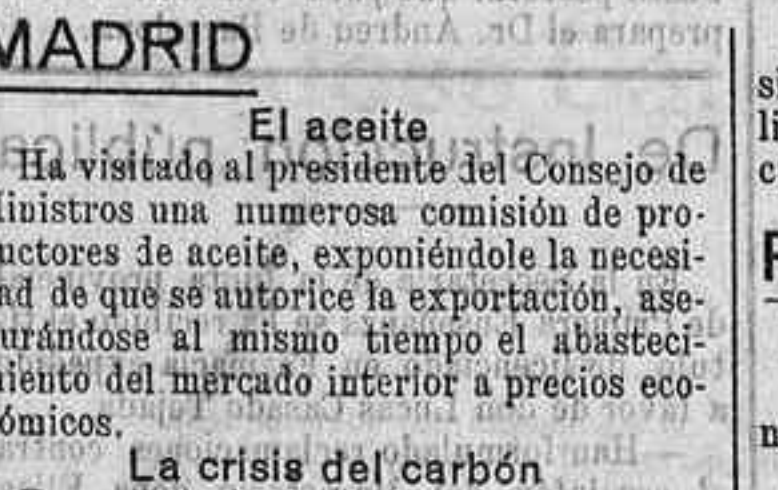 MADRID
El aceite
Ha visitado al presidente del Consejo de
inistros una numerosa comisión de pro-
uctores de aceite, exponiéndole la necesi-
ad de que se autorice la exportación, ase-
urándose al mismo tiempo el abasteci-
iento del mercado interior a precios eco-
ómicos.
La crisis del carbón